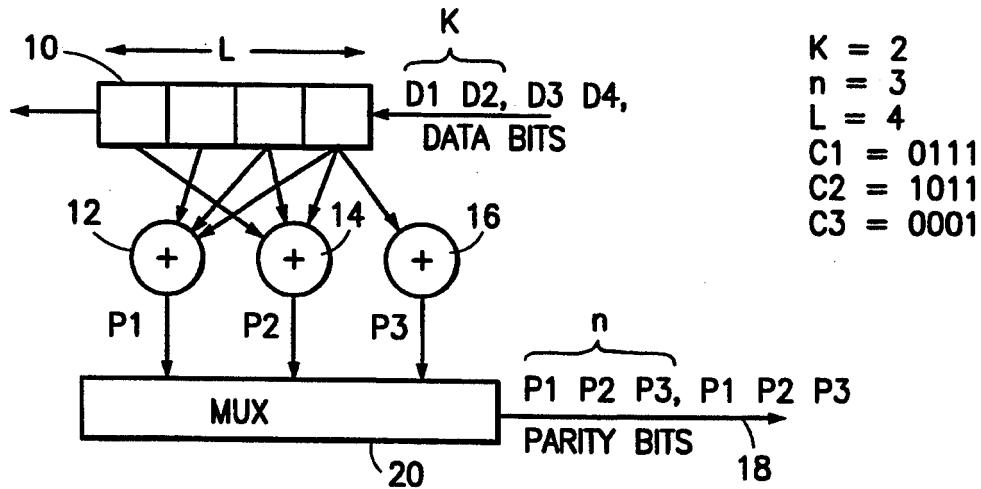 10
L
K
D1 D2, D3 D4,
DATA BITS
K = 2
n = 3
L = 4
C1 = 0111
C2 = 1011
C3 = 0001
12
+
14
+
16
+
P1
P2
P3
MUX
20
n
P1 P2 P3, P1 P2 P3
PARITY BITS
18